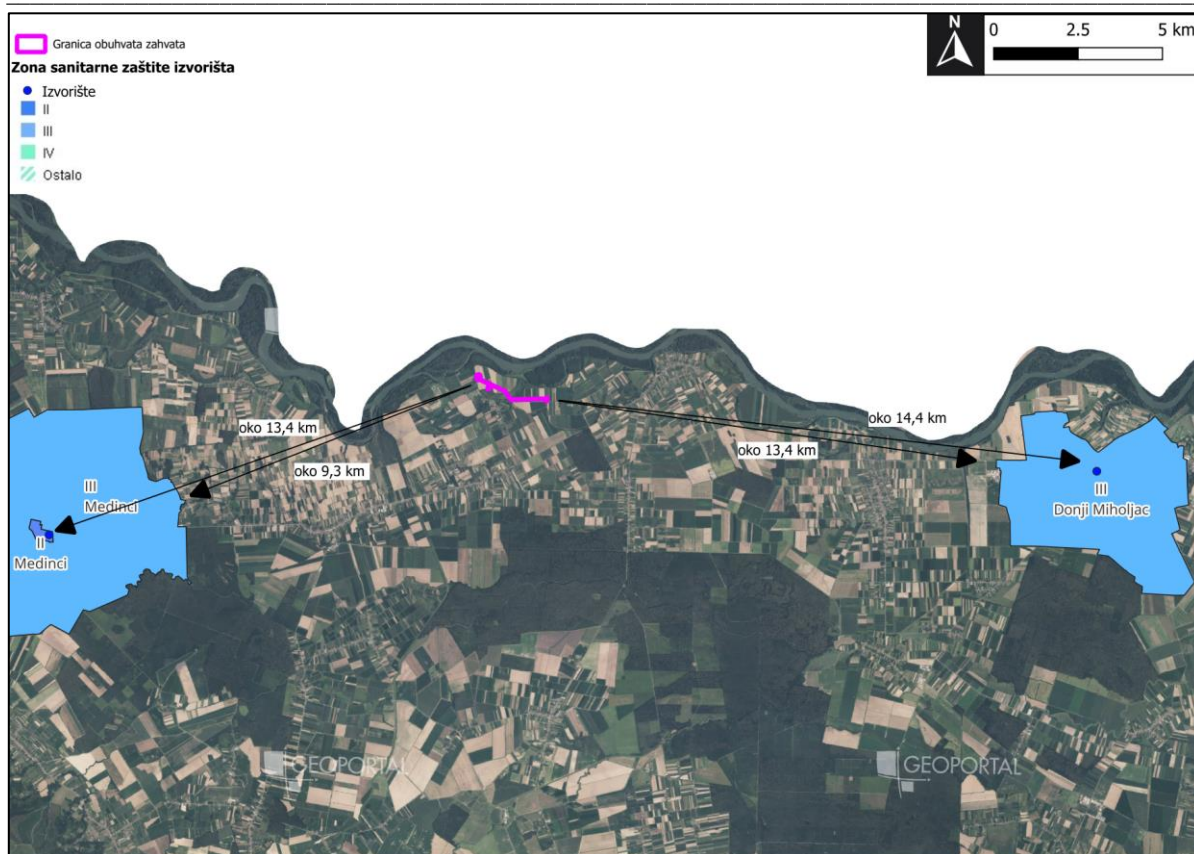 Granica obuhvata zahvata
Zona sanitarne zaštite izvorišta
Izvorište
II
III
IV
Ostalo
N
0 2.5 5 km
oko 13,4 km
oko 9,3 km
oko 14,4 km
oko 13,4 km
III
Medinci
II
Medinci
III
Donji Miholjac
GEOPORTAL
GEOPORTAL